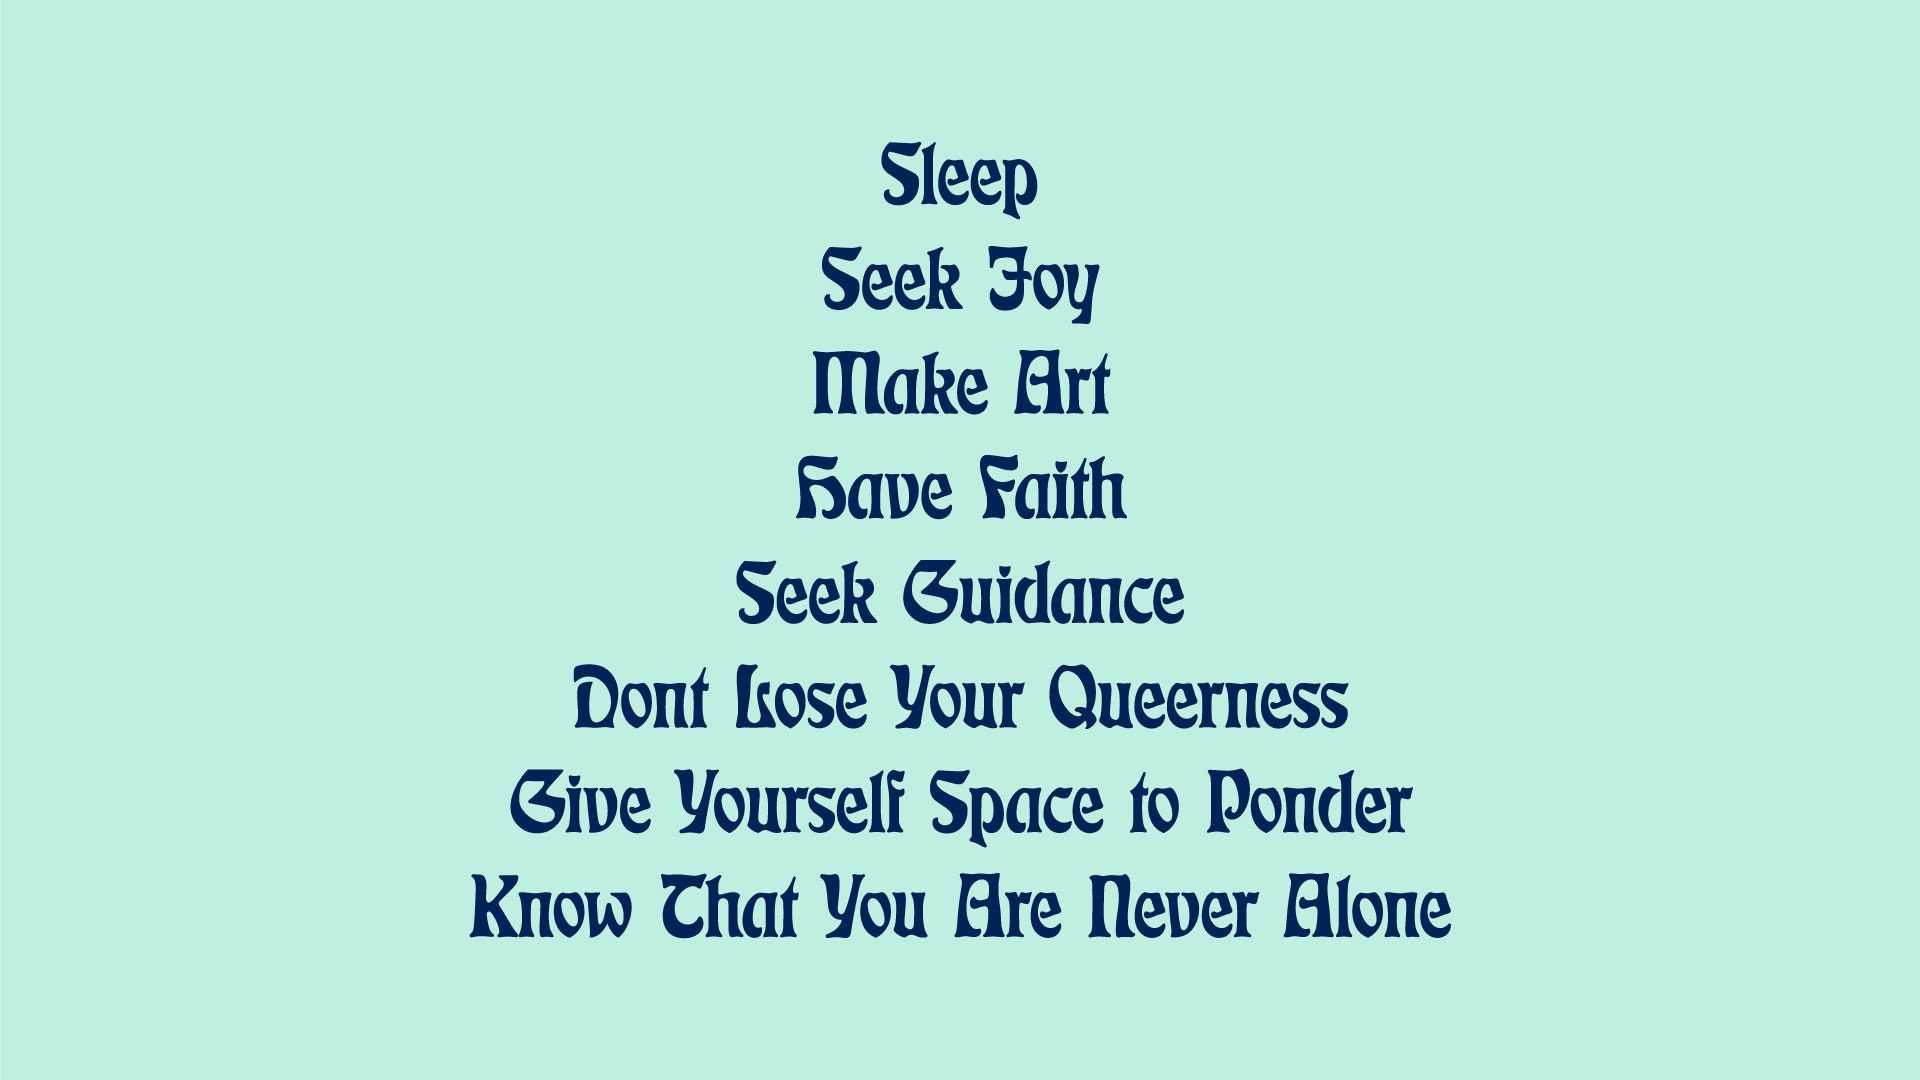 Sleep
Seek Joy
Make Art
Have Faith
Seek Guidance
Dont Lose Your Queerness
Give Yourself Space to Ponder
Know That You Are Never Alone